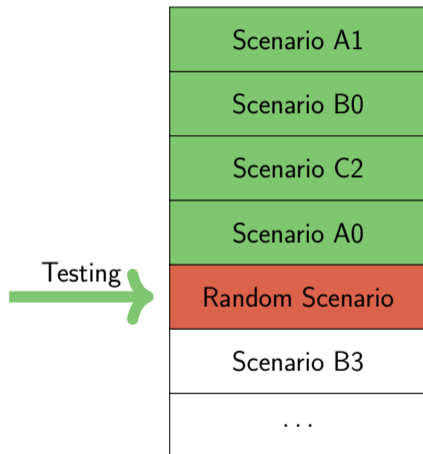 Scenario A1
Scenario B0
Scenario C2
Scenario A0
Testing
Random Scenario
Scenario B3
...